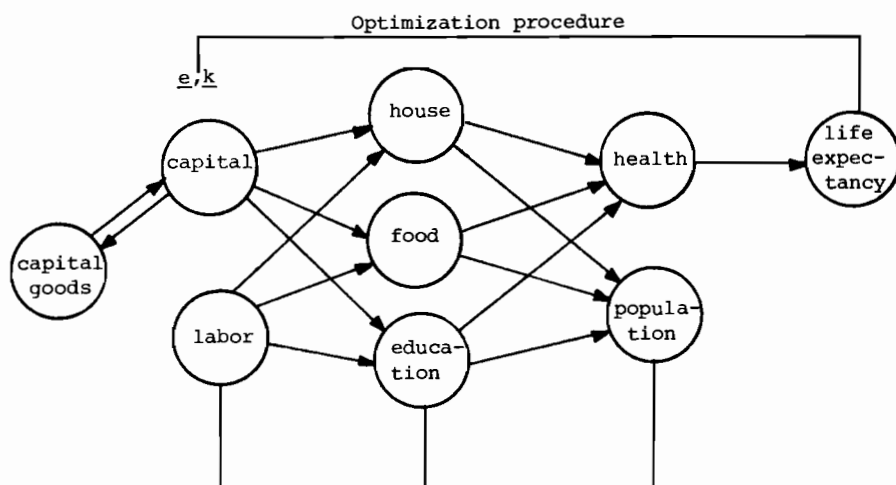 Optimization procedure
e,k
house
capital
health
life
expec-
tancy
food
capital
goods
labor
educa-
tion
popula-
tion